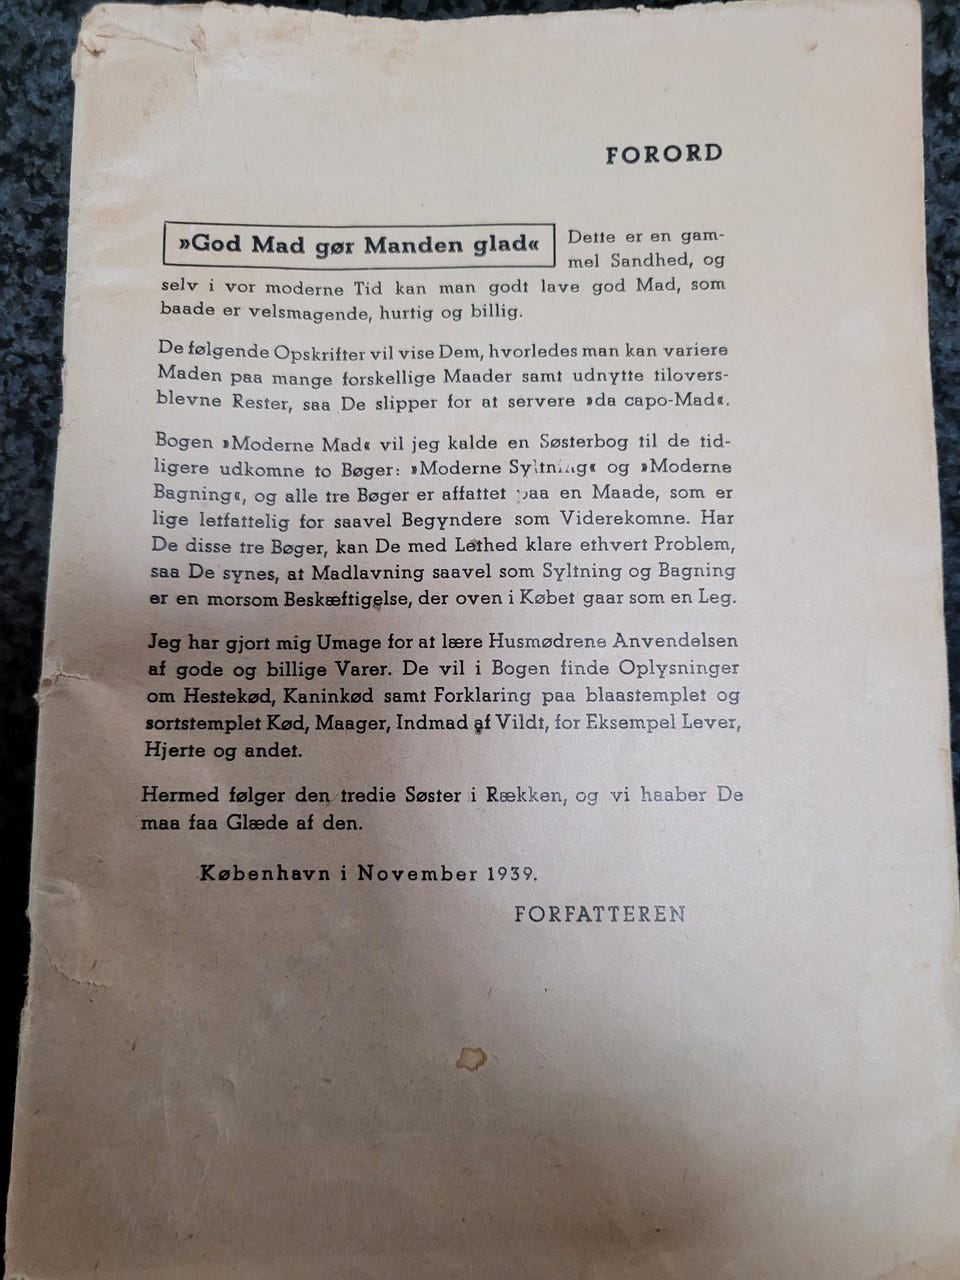 FORORD
»God Mad gør Manden glad« Dette er en gam-
mel Sandhed, og
selv i vor moderne Tid kan man godt lave god Mad, som
baade er velsmagende, hurtig og billig.
De følgende Opskrifter vil vise Dem, hvorledes man kan variere
Maden paa mange forskellige Maader samt udnytte tilovers-
blevne Rester, saa De slipper for at servere »da capo-Mad«.
Bogen »Moderne Mad« vil jeg kalde en Søsterbog til de tid-
ligere udkomne to Bøger: »Moderne Syltning« og »Moderne
Bagning«, og alle tre Bøger er affattet paa en Maade, som er
lige letfattelig for saavel Begyndere som Viderekomne. Har
De disse tre Bøger, kan De med Lethed klare ethvert Problem,
saa De synes, at Madlavning saavel som Syltning og Bagning
er en morsom Beskæftigelse, der oven i Købet gaar som en Leg.
Jeg har gjort mig Umage for at lære Husmødrene Anvendelsen
af gode og billige Varer. De vil i Bogen finde Oplysninger
om Hestekød, Kaninkød samt Forklaring paa blaastemplet og
sortstemplet Kød, Maager, Indmad af Vildt, for Eksempel Lever,
Hjerte og andet.
Hermed følger den tredie Søster i Rækken, og vi haaber De
maa faa Glæde af den.
København i November 1939.
FORFATTEREN